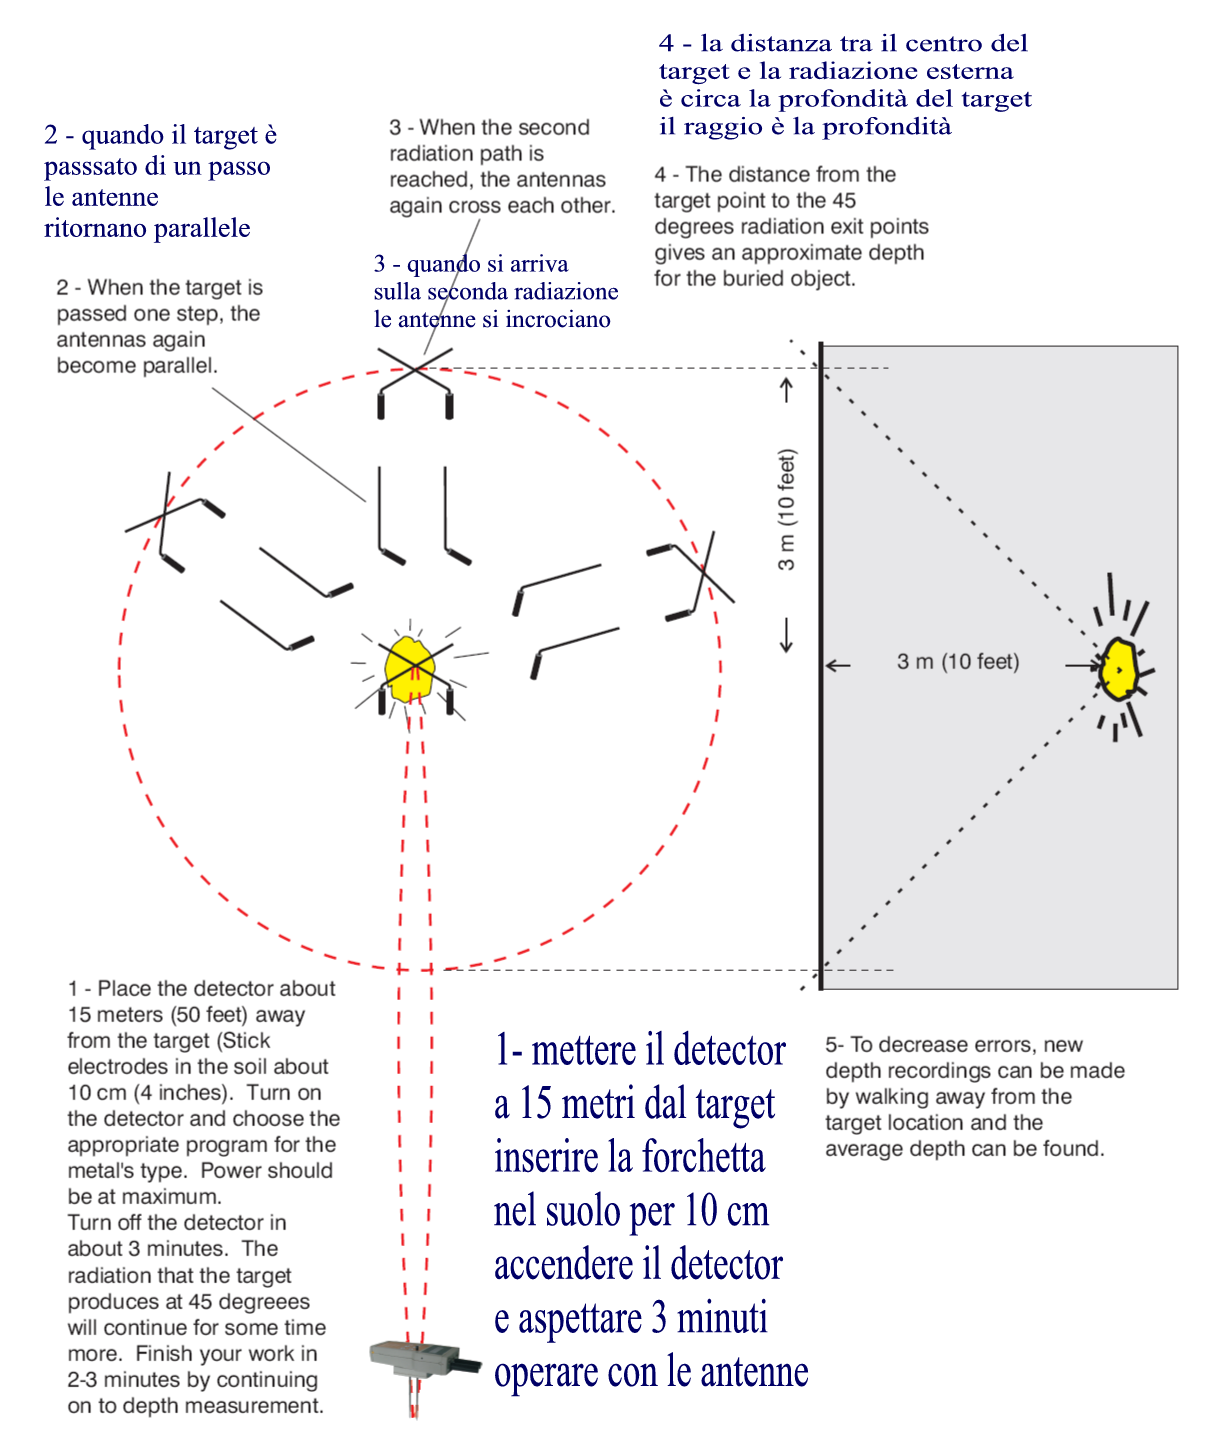 4 - la distanza tra il centro del
target e la radiazione esterna
è circa la profondità del target
il raggio è la profondità
2 - quando il target è
passsato di un passo
le antenne
ritornano parallele
3 - When the second
radiation path is
reached, the antennas
again cross each other.
4 - The distance from the
target point to the 45
degrees radiation exit points
gives an approximate depth
for the buried object.
3 - quando si arriva
sulla seconda radiazione
le antenne si incrociano
2 - When the target is
passed one step, the
antennas again
become parallel.
3 m (10 feet)
3 m (10 feet)
1 - Place the detector about
15 meters (50 feet) away
from the target (Stick
electrodes in the soil about
10 cm (4 inches).  Turn on
the detector and choose the
appropriate program for the
metal's type.  Power should
be at maximum.
Turn off the detector in
about 3 minutes.  The
radiation that the target
produces at 45 degreees
will continue for some time
more.  Finish your work in
2-3 minutes by continuing
on to depth measurement.
1- mettere il detector
a 15 metri dal target
inserire la forchetta
nel suolo per 10 cm
accendere il detector
e aspettare 3 minuti
operare con le antenne
5- To decrease errors, new
depth recordings can be made
by walking away from the
target location and the
average depth can be found.